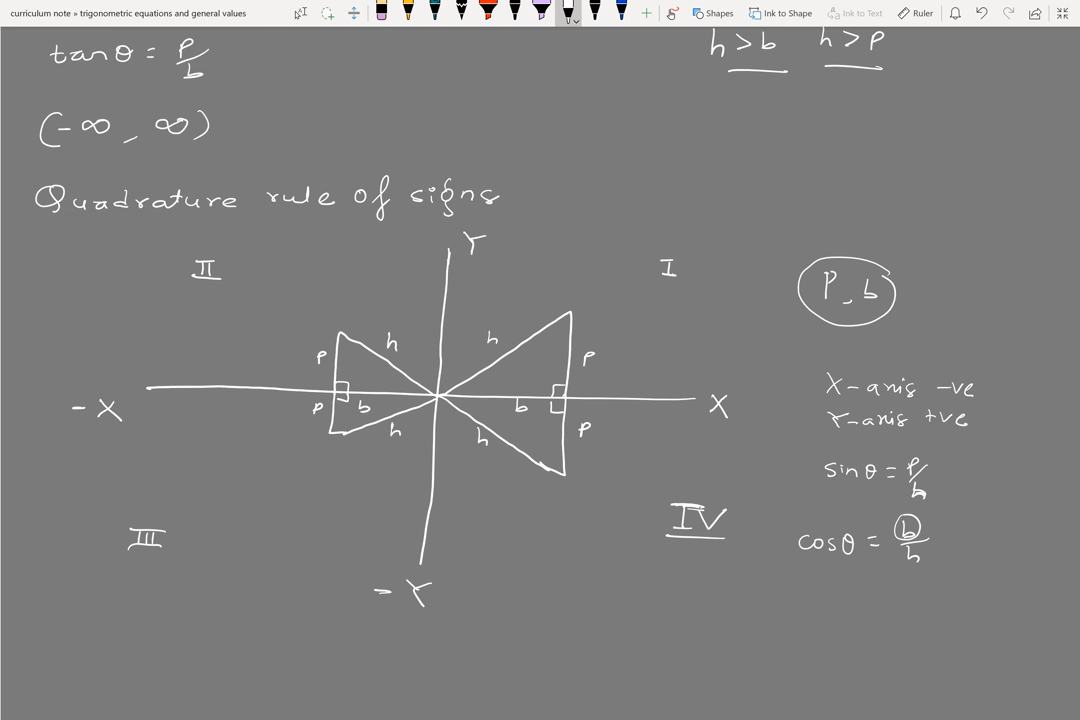 curriculum note » trigonometric equations and general values
Shapes Ink to Shape Ink to Text Ruler
tanθ = P/b
h > b h > p
(-∞, ∞)
Quadrature rule of signs
Y
II I
P, b
h h
P P
-X b b X
P P
h h
X-axis -ve
Y-axis +ve
sinθ = P/h
III IV
cosθ = b/h
-Y